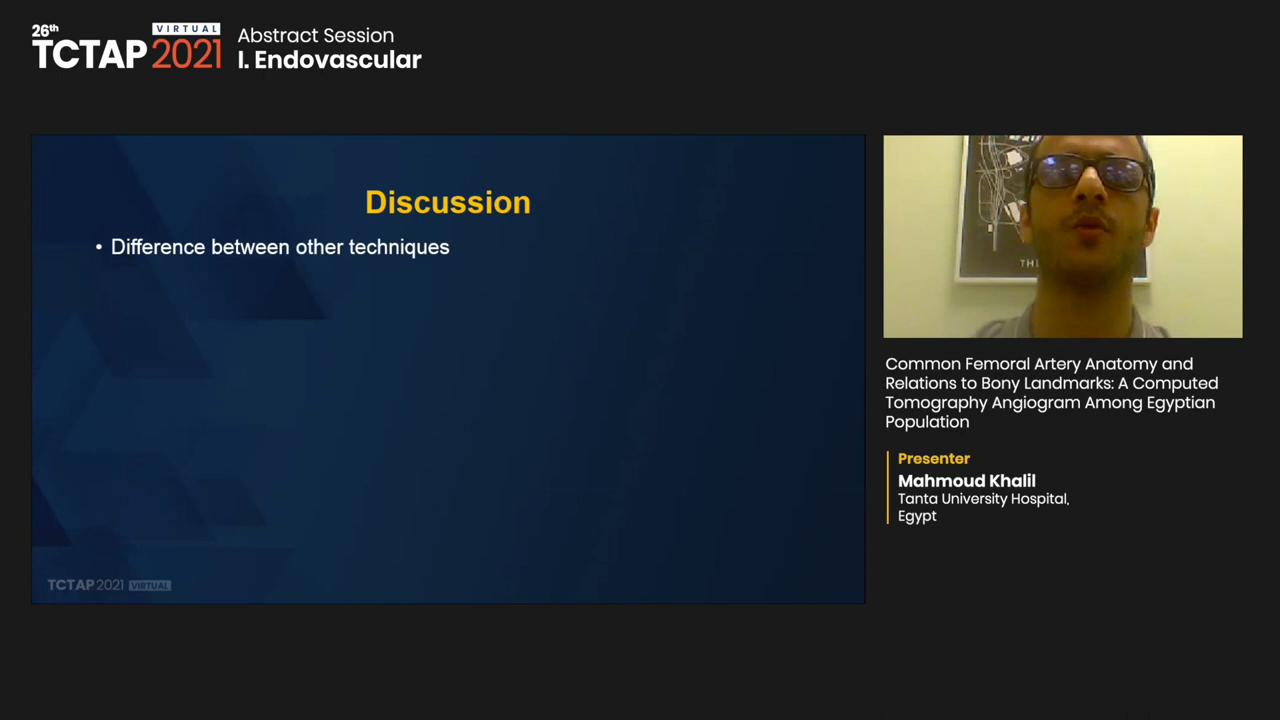 26th
VIRTUAL
TCTAP 2021
Abstract Session
I. Endovascular
Discussion
• Difference between other techniques
TCTAP 2021 VIRTUAL
TH
Common Femoral Artery Anatomy and
Relations to Bony Landmarks: A Computed
Tomography Angiogram Among Egyptian
Population
Presenter
Mahmoud Khalil
Tanta University Hospital,
Egypt